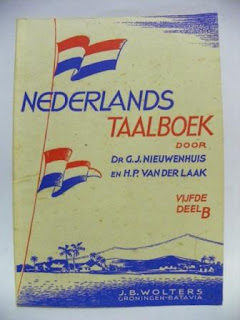 NEDERLANDS
TAALBOEK
DOOR
DR G.J. NIEUWENHUIS
EN H.P. VAN DER LAAK
VIJFDE
DEEL B
J.B. WOLTERS
GRONINGEN-BATAVIA